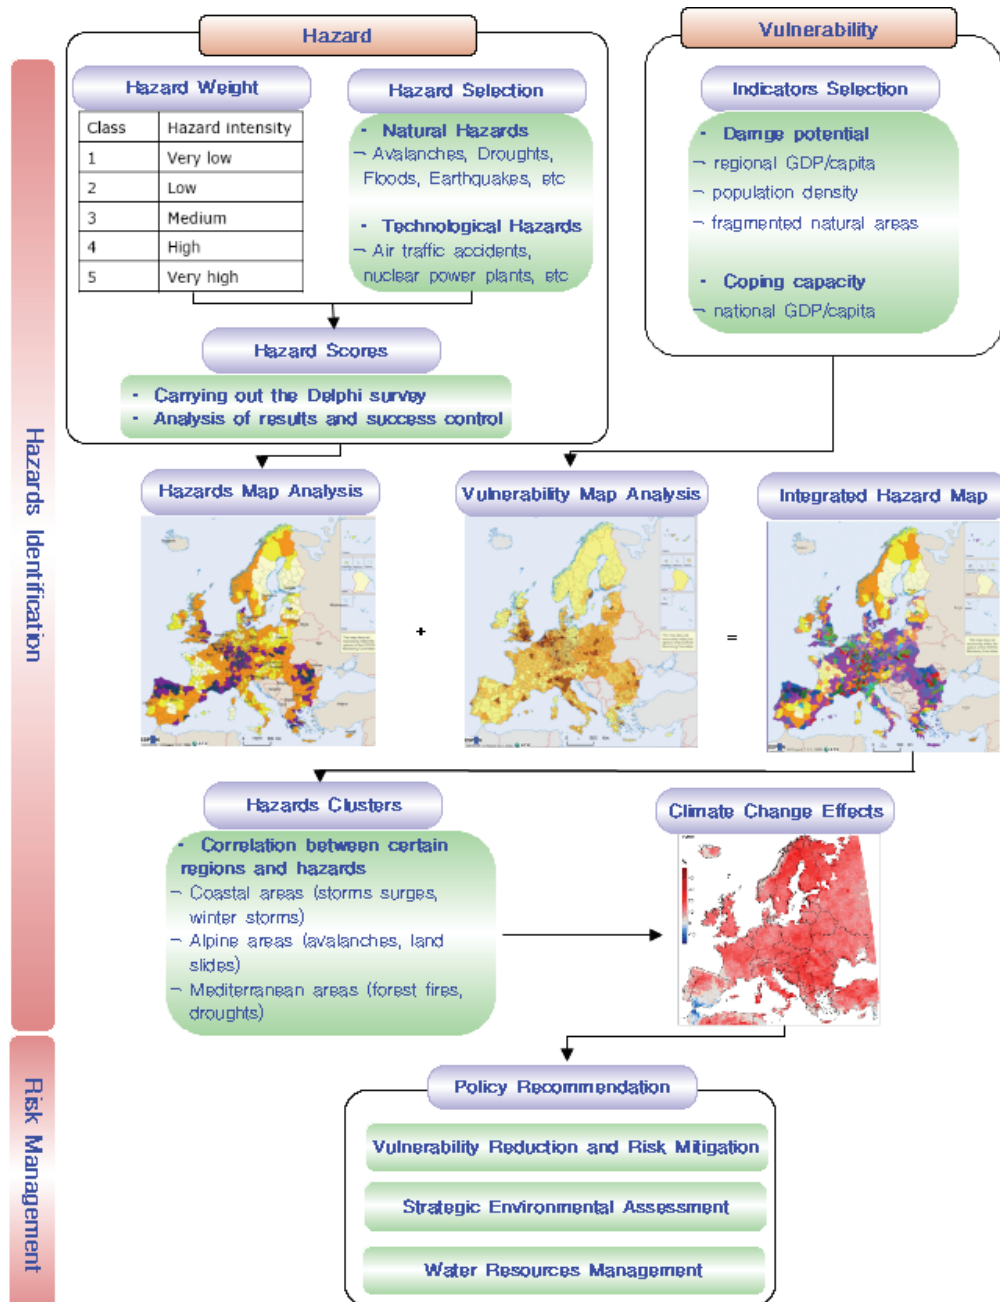 Hazard
Vulnerability
Hazards Identification
Risk Management
Hazard Weight
Class Hazard intensity
1 Very low
2 Low
3 Medium
4 High
5 Very high
Hazard Selection
• Natural Hazards
¬ Avalanches, Droughts,
Floods, Earthquakes, etc
• Technological Hazards
¬ Air traffic accidents,
nuclear power plants, etc
Indicators Selection
• Damge potential
¬ regional GDP/capita
¬ population density
¬ fragmented natural areas
• Coping capacity
¬ national GDP/capita
Hazard Scores
• Carrying out the Delphi survey
• Analysis of results and success control
Hazards Map Analysis
Vulnerability Map Analysis
Integrated Hazard Map
+
=
Hazards Clusters
• Correlation between certain
regions and hazards
¬ Coastal areas (storms surges,
winter storms)
¬ Alpine areas (avalanches, land
slides)
¬ Mediterranean areas (forest fires,
droughts)
Climate Change Effects
Policy Recommendation
Vulnerability Reduction and Risk Mitigation
Strategic Environmental Assessment
Water Resources Management